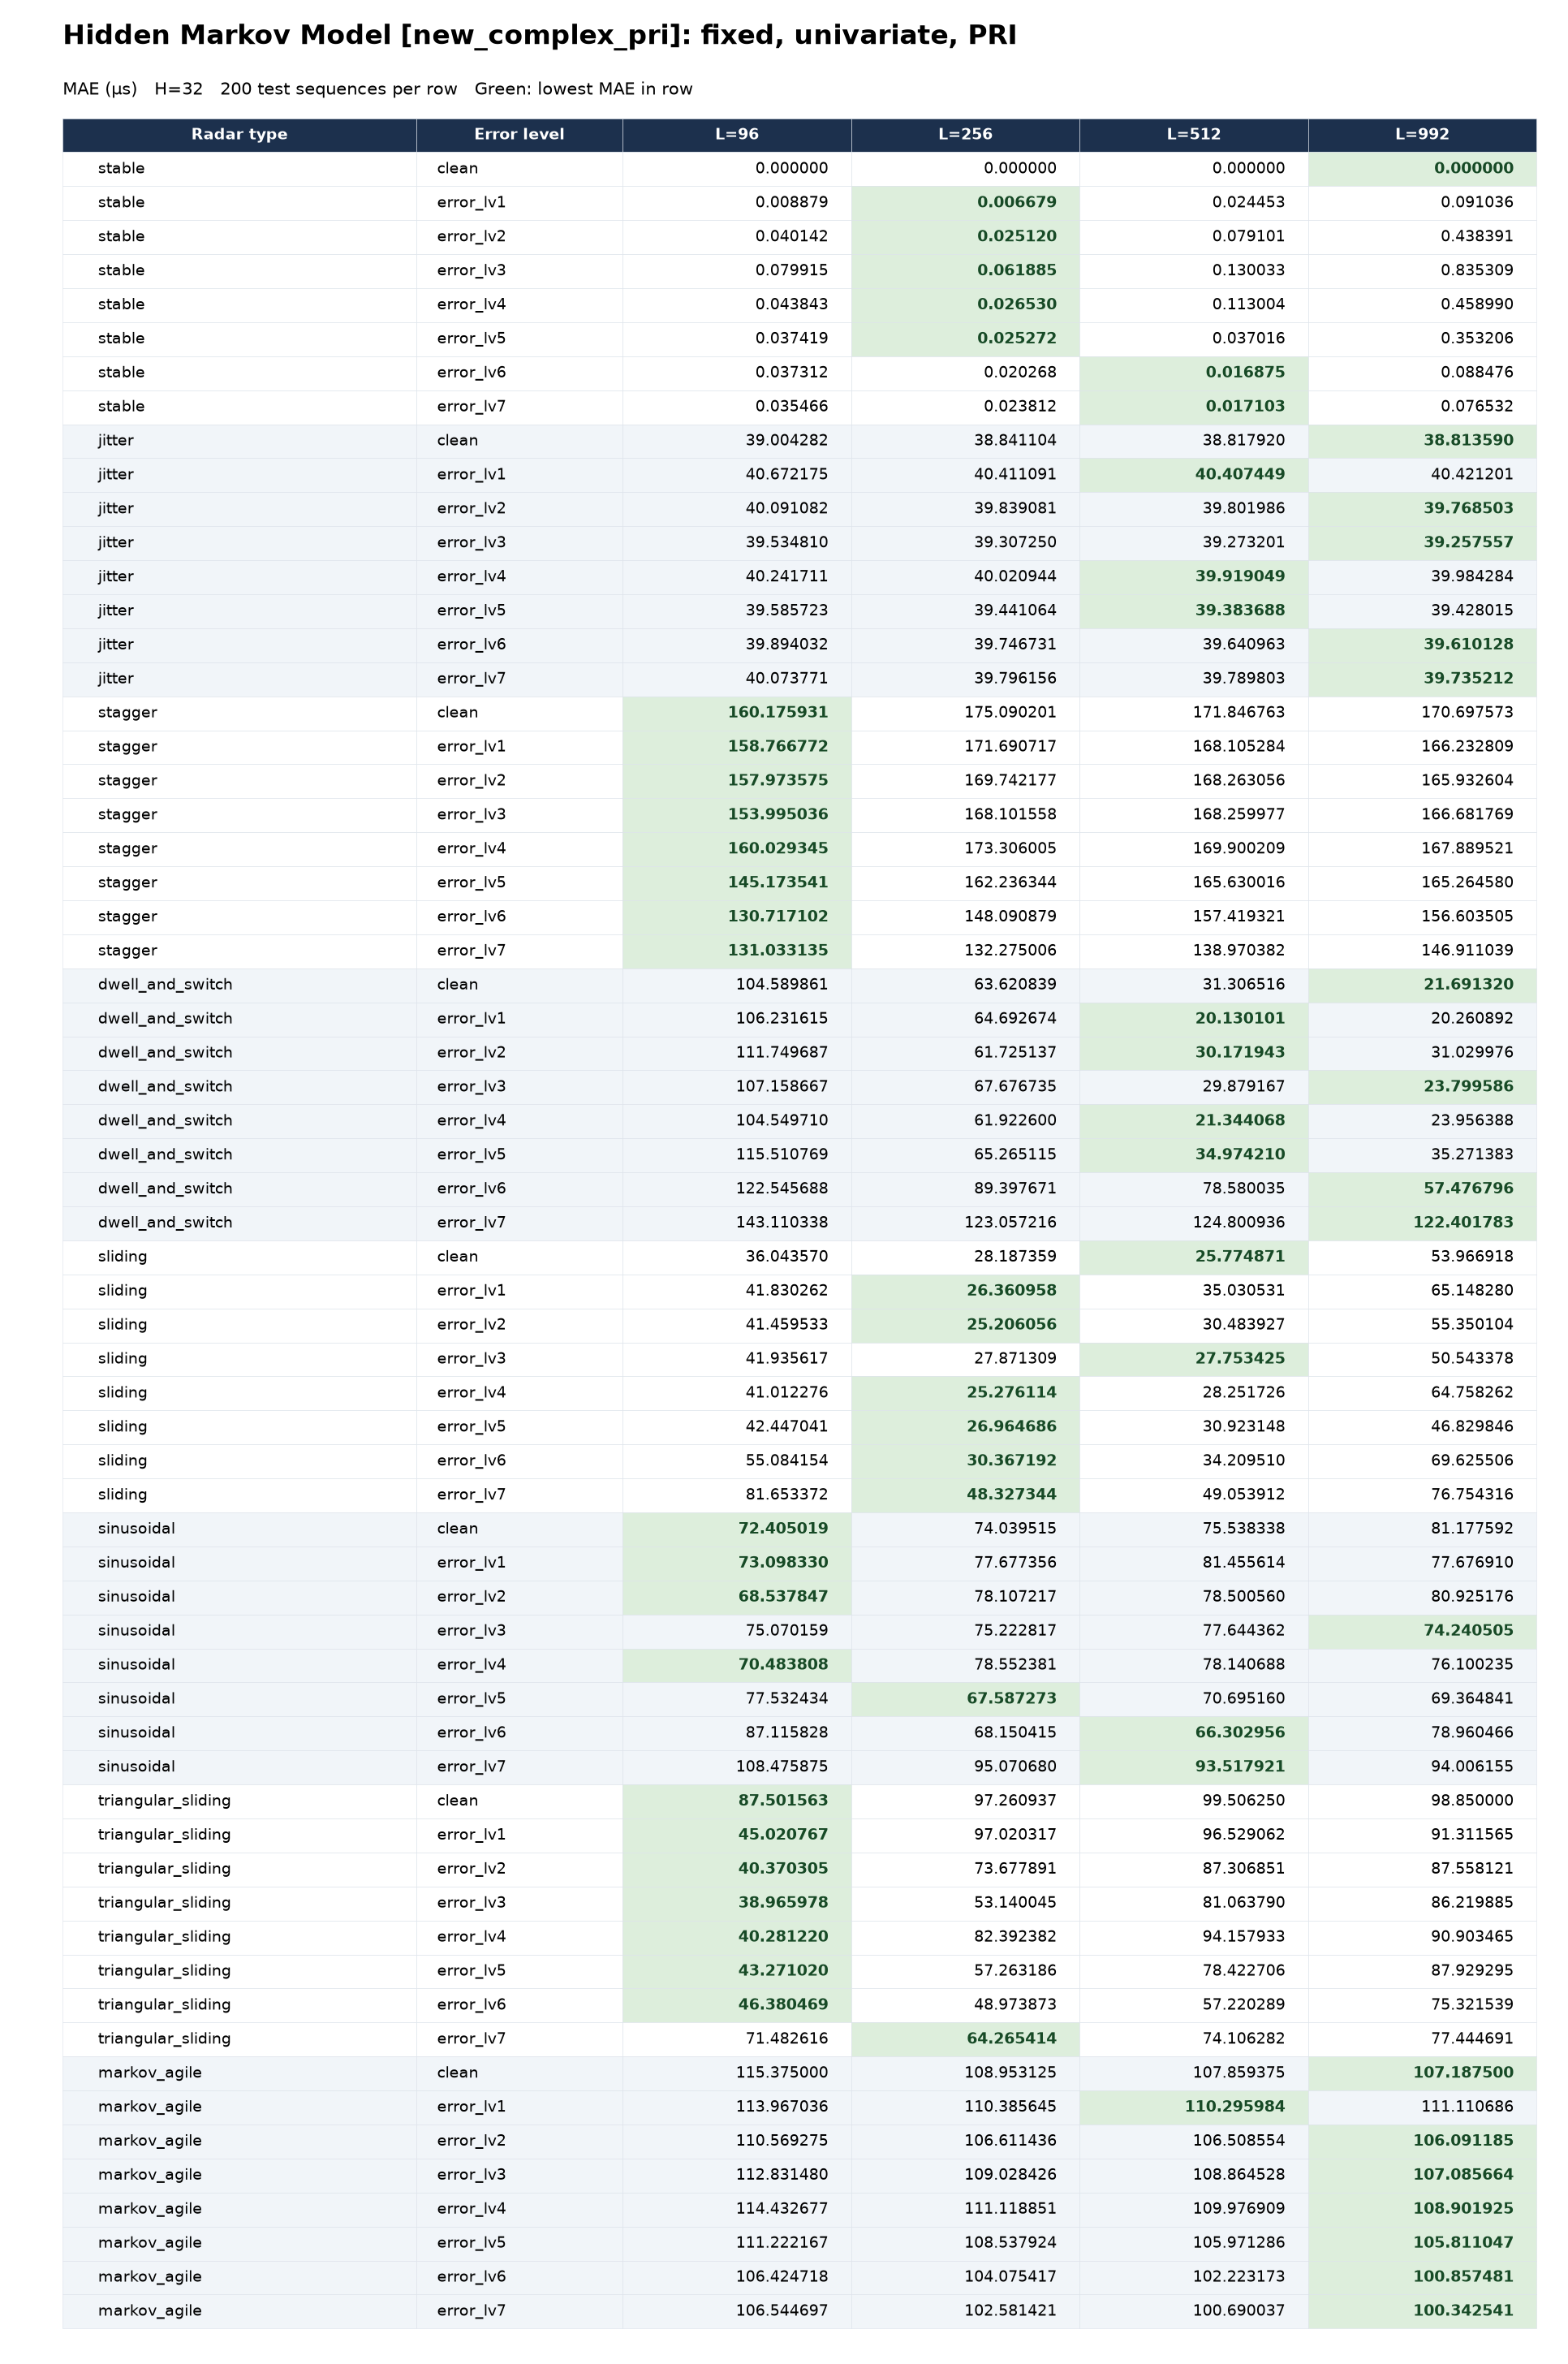 Hidden Markov Model [new_complex_pri]: fixed, univariate, PRI
MAE (μs) H=32 200 test sequences per row Green: lowest MAE in row
Radar type Error level L=96 L=256 L=512 L=992
stable clean 0.000000 0.000000 0.000000 0.000000
stable error_lv1 0.008879 0.006679 0.024453 0.091036
stable error_lv2 0.040142 0.025120 0.079101 0.438391
stable error_lv3 0.079915 0.061885 0.130033 0.835309
stable error_lv4 0.043843 0.026530 0.113004 0.458990
stable error_lv5 0.037419 0.025272 0.037016 0.353206
stable error_lv6 0.037312 0.020268 0.016875 0.088476
stable error_lv7 0.035466 0.023812 0.017103 0.076532
jitter clean 39.004282 38.841104 38.817920 38.813590
jitter error_lv1 40.672175 40.411091 40.407449 40.421201
jitter error_lv2 40.091082 39.839081 39.801986 39.768503
jitter error_lv3 39.534810 39.307250 39.273201 39.257557
jitter error_lv4 40.241711 40.020944 39.919049 39.984284
jitter error_lv5 39.585723 39.441064 39.383688 39.428015
jitter error_lv6 39.894032 39.746731 39.640963 39.610128
jitter error_lv7 40.073771 39.796156 39.789803 39.735212
stagger clean 160.175931 175.090201 171.846763 170.697573
stagger error_lv1 158.766772 171.690717 168.105284 166.232809
stagger error_lv2 157.973575 169.742177 168.263056 165.932604
stagger error_lv3 153.995036 168.101558 168.259977 166.681769
stagger error_lv4 160.029345 173.306005 169.900209 167.889521
stagger error_lv5 145.173541 162.236344 165.630016 165.264580
stagger error_lv6 130.717102 148.090879 157.419321 156.603505
stagger error_lv7 131.033135 132.275006 138.970382 146.911039
dwell_and_switch clean 104.589861 63.620839 31.306516 21.691320
dwell_and_switch error_lv1 106.231615 64.692674 20.130101 20.260892
dwell_and_switch error_lv2 111.749687 61.725137 30.171943 31.029976
dwell_and_switch error_lv3 107.158667 67.676735 29.879167 23.799586
dwell_and_switch error_lv4 104.549710 61.922600 21.344068 23.956388
dwell_and_switch error_lv5 115.510769 65.265115 34.974210 35.271383
dwell_and_switch error_lv6 122.545688 89.397671 78.580035 57.476796
dwell_and_switch error_lv7 143.110338 123.057216 124.800936 122.401783
sliding clean 36.043570 28.187359 25.774871 53.966918
sliding error_lv1 41.830262 26.360958 35.030531 65.148280
sliding error_lv2 41.459533 25.206056 30.483927 55.350104
sliding error_lv3 41.935617 27.871309 27.753425 50.543378
sliding error_lv4 41.012276 25.276114 28.251726 64.758262
sliding error_lv5 42.447041 26.964686 30.923148 46.829846
sliding error_lv6 55.084154 30.367192 34.209510 69.625506
sliding error_lv7 81.653372 48.327344 49.053912 76.754316
sinusoidal clean 72.405019 74.039515 75.538338 81.177592
sinusoidal error_lv1 73.098330 77.677356 81.455614 77.676910
sinusoidal error_lv2 68.537847 78.107217 78.500560 80.925176
sinusoidal error_lv3 75.070159 75.222817 77.644362 74.240505
sinusoidal error_lv4 70.483808 78.552381 78.140688 76.100235
sinusoidal error_lv5 77.532434 67.587273 70.695160 69.364841
sinusoidal error_lv6 87.115828 68.150415 66.302956 78.960466
sinusoidal error_lv7 108.475875 95.070680 93.517921 94.006155
triangular_sliding clean 87.501563 97.260937 99.506250 98.850000
triangular_sliding error_lv1 45.020767 97.020317 96.529062 91.311565
triangular_sliding error_lv2 40.370305 73.677891 87.306851 87.558121
triangular_sliding error_lv3 38.965978 53.140045 81.063790 86.219885
triangular_sliding error_lv4 40.281220 82.392382 94.157933 90.903465
triangular_sliding error_lv5 43.271020 57.263186 78.422706 87.929295
triangular_sliding error_lv6 46.380469 48.973873 57.220289 75.321539
triangular_sliding error_lv7 71.482616 64.265414 74.106282 77.444691
markov_agile clean 115.375000 108.953125 107.859375 107.187500
markov_agile error_lv1 113.967036 110.385645 110.295984 111.110686
markov_agile error_lv2 110.569275 106.611436 106.508554 106.091185
markov_agile error_lv3 112.831480 109.028426 108.864528 107.085664
markov_agile error_lv4 114.432677 111.118851 109.976909 108.901925
markov_agile error_lv5 111.222167 108.537924 105.971286 105.811047
markov_agile error_lv6 106.424718 104.075417 102.223173 100.857481
markov_agile error_lv7 106.544697 102.581421 100.690037 100.342541